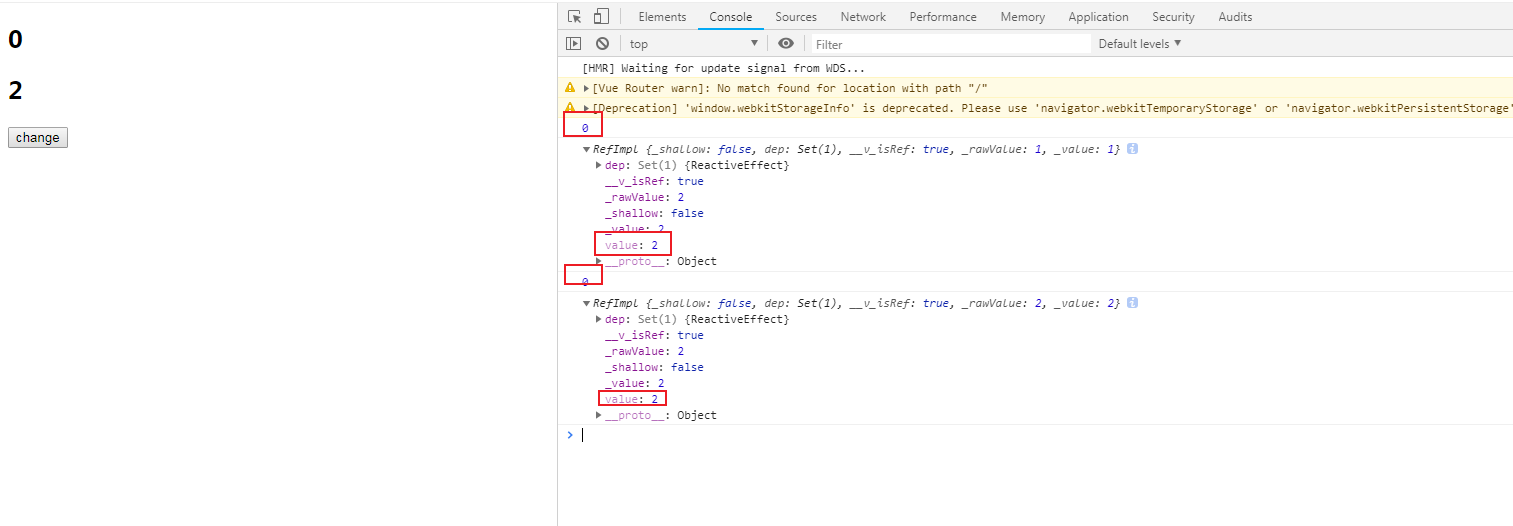 0
2
change
Elements Console Sources Network Performance Memory Application Security Audits
top Filter Default levels
[HMR] Waiting for update signal from WDS...
[Vue Router warn]: No match found for location with path "/"
[Deprecation] 'window.webkitStorageInfo' is deprecated. Please use 'navigator.webkitTemporaryStorage' or 'navigator.webkitPersistentStorage'
0
RefImpl {_shallow: false, dep: Set(1), __v_isRef: true, _rawValue: 1, _value: 1}
dep: Set(1) {ReactiveEffect}
__v_isRef: true
_rawValue: 2
_shallow: false
_value: 2
value: 2
__proto__: Object
0
RefImpl {_shallow: false, dep: Set(1), __v_isRef: true, _rawValue: 2, _value: 2}
dep: Set(1) {ReactiveEffect}
__v_isRef: true
_rawValue: 2
_shallow: false
_value: 2
value: 2
__proto__: Object